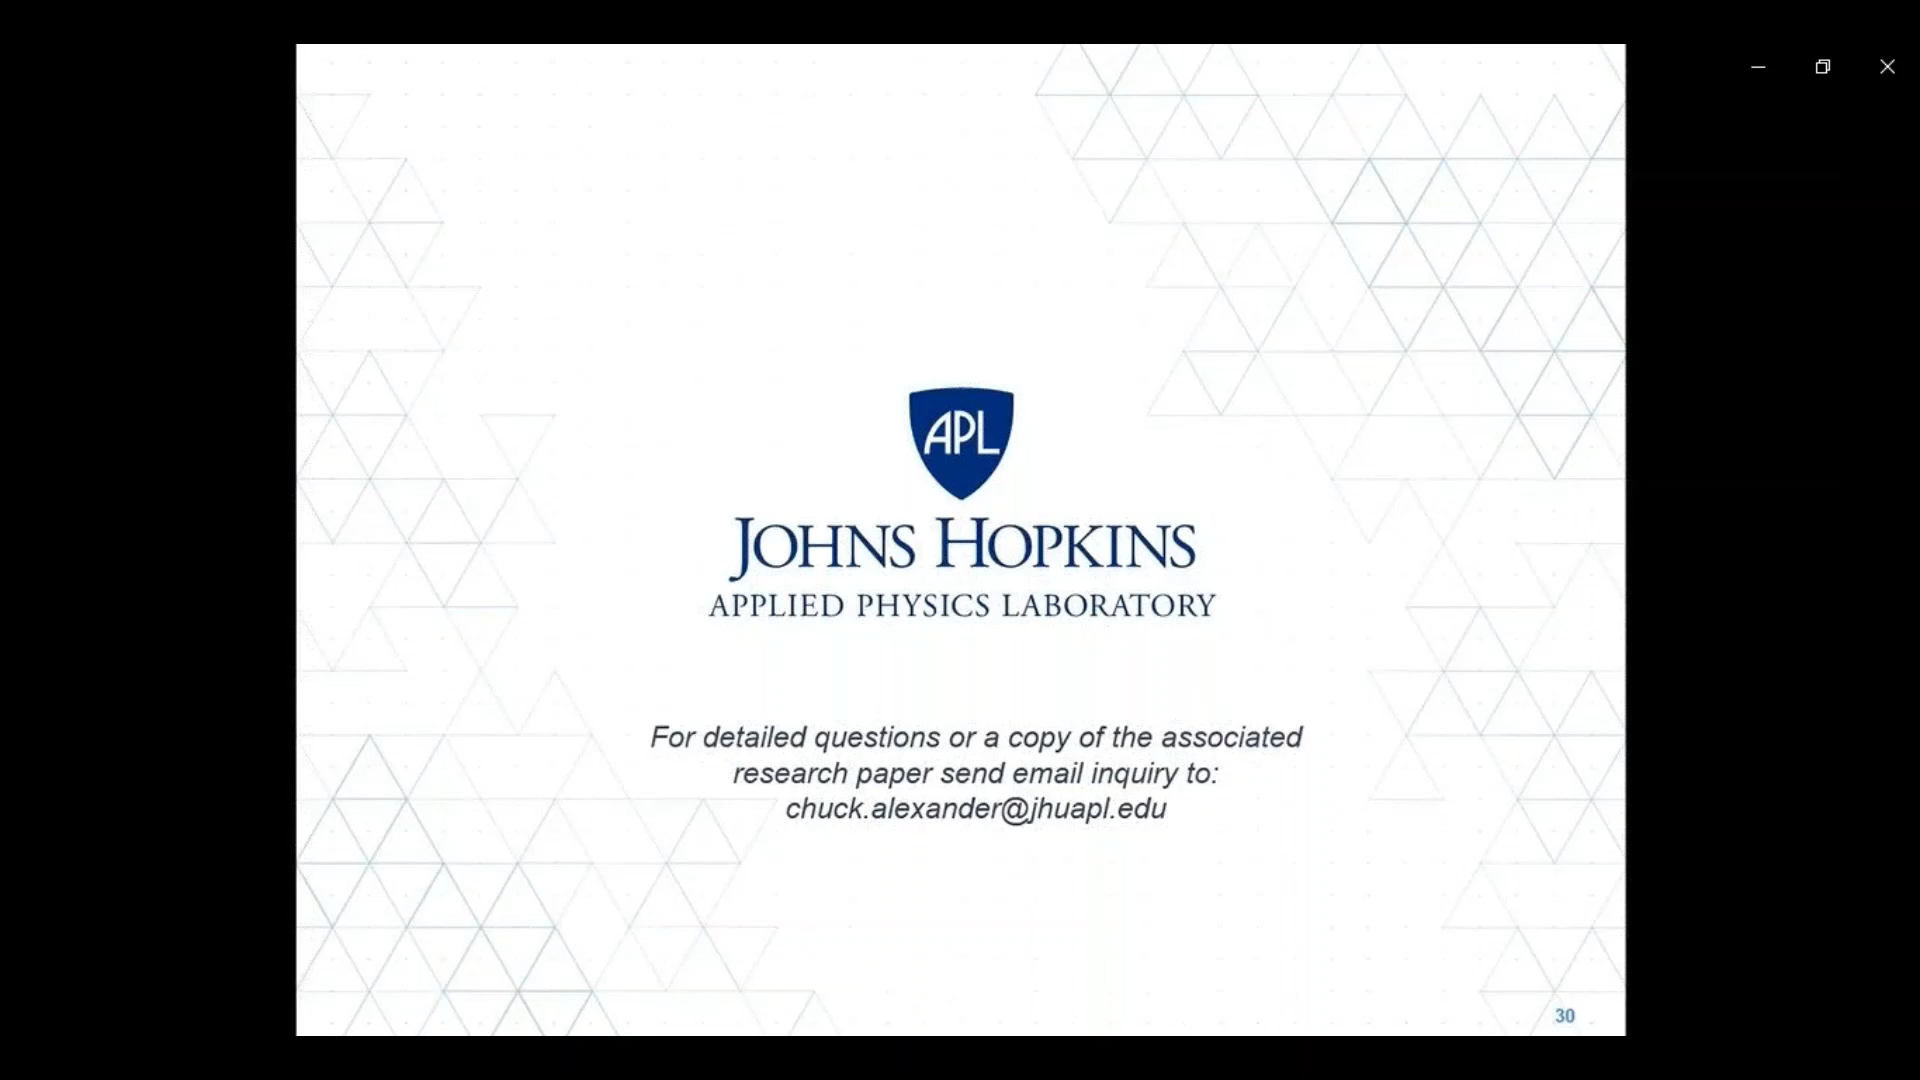 APL
JOHNS HOPKINS
APPLIED PHYSICS LABORATORY
For detailed questions or a copy of the associated
research paper send email inquiry to:
chuck.alexander@jhuapl.edu
30